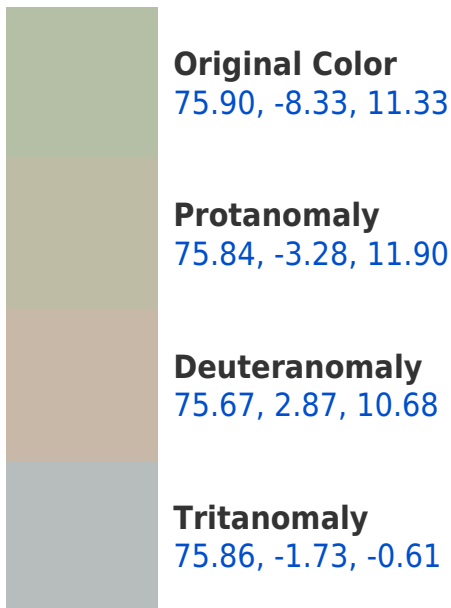 Original Color
75.90, -8.33, 11.33
Protanomaly
75.84, -3.28, 11.90
Deuteranomaly
75.67, 2.87, 10.68
Tritanomaly
75.86, -1.73, -0.61